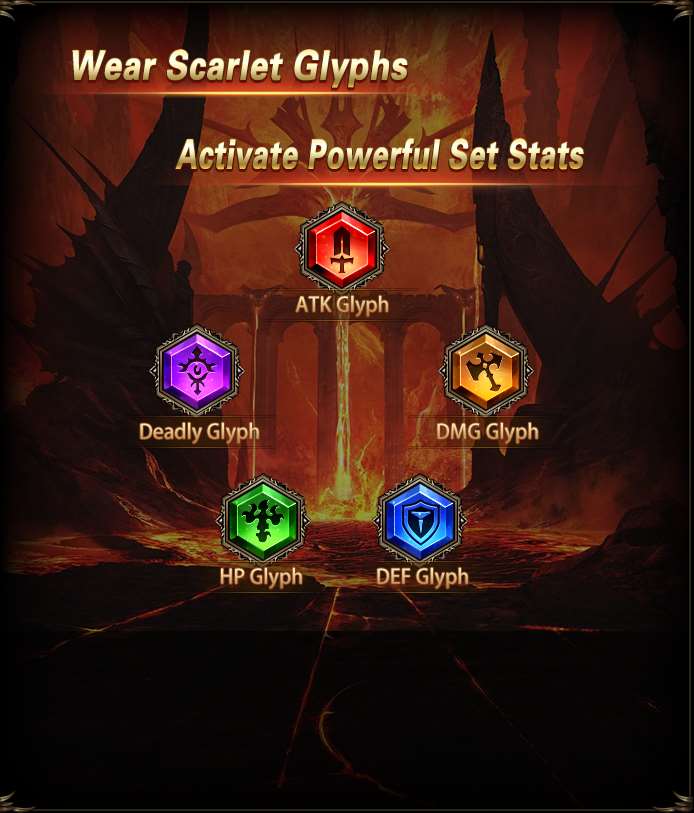 Wear Scarlet Glyphs
Activate Powerful Set Stats
ATK Glyph
Deadly Glyph
DMG Glyph
HP Glyph
DEF Glyph